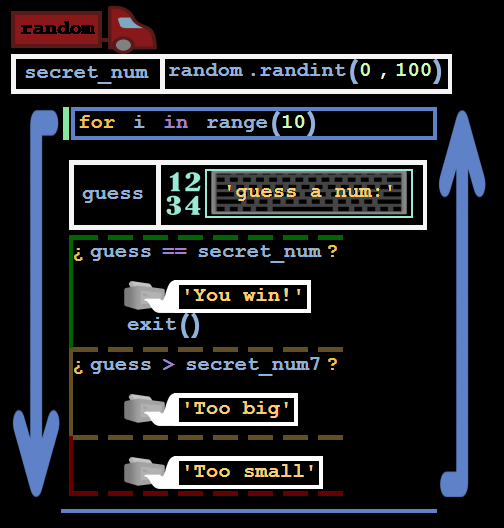 random
secret_num random.randint(0,100)
for i in range(10)
guess 12 34 'guess a num:'
¿guess == secret_num?
'You win!'
exit()
¿guess > secret_num7?
'Too big'
'Too small'